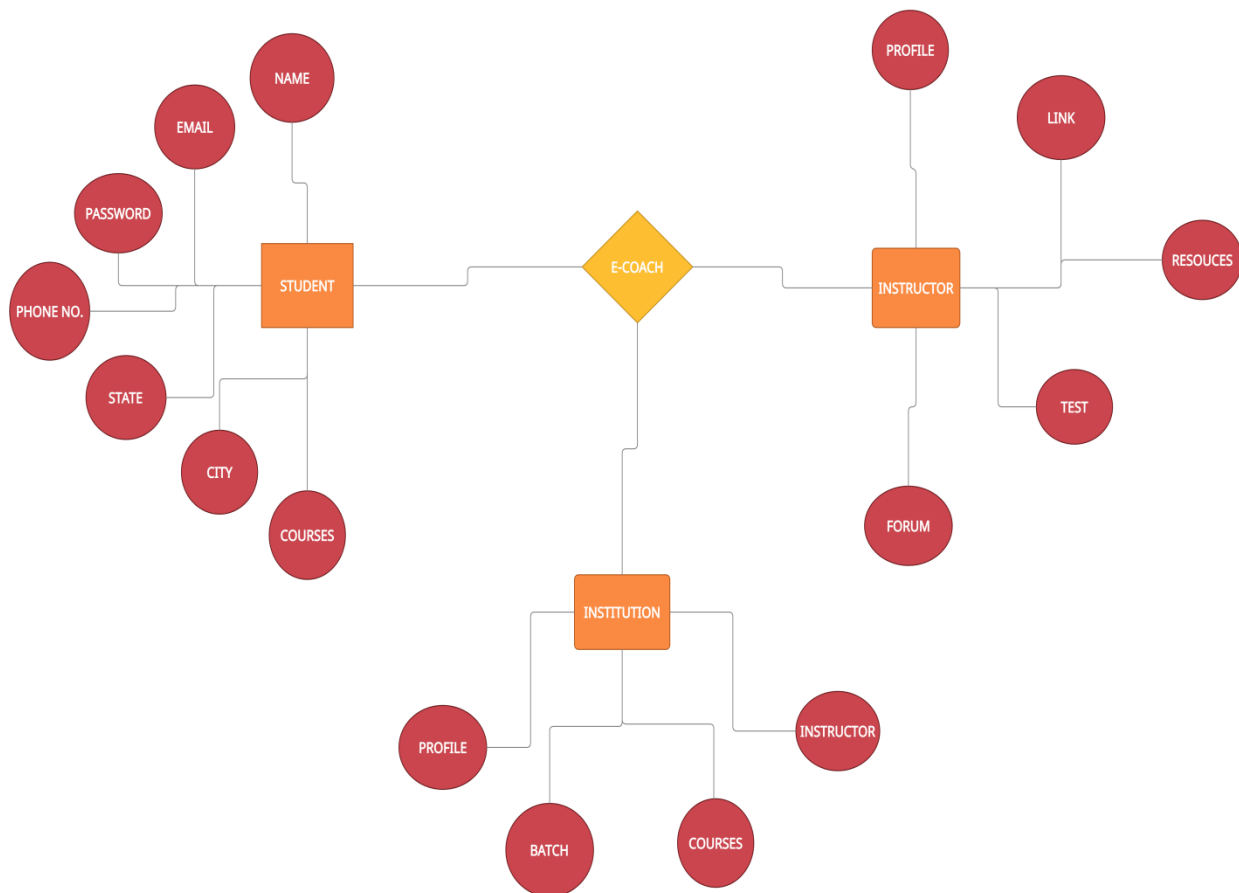 NAME
EMAIL
PASSWORD
PHONE NO.
STATE
CITY
COURSES
STUDENT
E-COACH
PROFILE
LINK
RESOUCES
INSTRUCTOR
TEST
FORUM
INSTITUTION
PROFILE
BATCH
COURSES
INSTRUCTOR